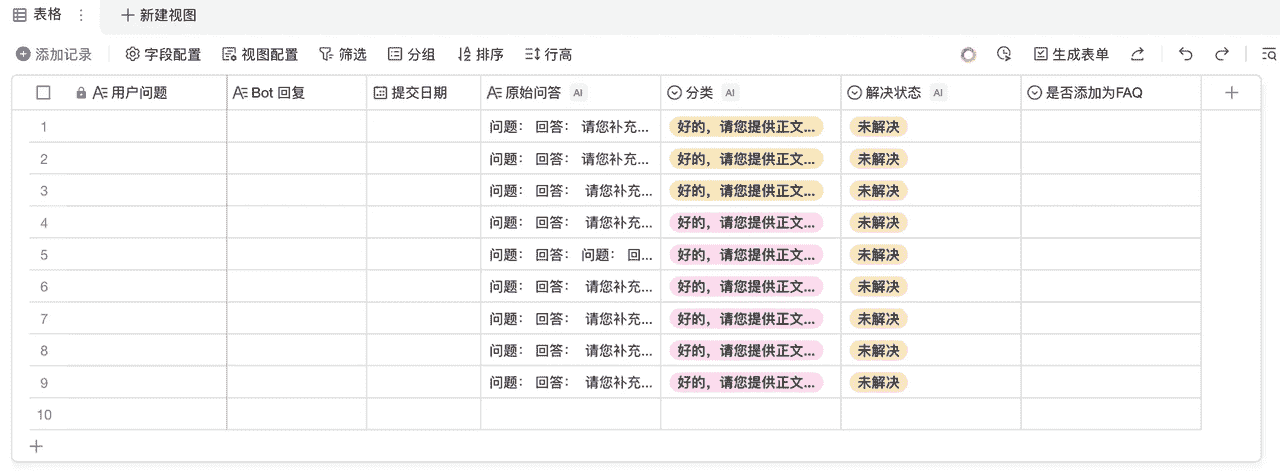 表格 新建视图
添加记录 字段配置 视图配置 筛选 分组 排序 行高 生成表单
用户问题 Bot 回复 提交日期 原始问答 AI 分类 AI 解决状态 AI 是否添加为FAQ
1 问题： 回答： 请您补充... 好的，请您提供正文... 未解决
2 问题： 回答： 请您补充... 好的，请您提供正文... 未解决
3 问题： 回答： 请您补充... 好的，请您提供正文... 未解决
4 问题： 回答： 请您补充... 好的，请您提供正文... 未解决
5 问题： 回答： 问题： 回... 好的，请您提供正文... 未解决
6 问题： 回答： 请您补充... 好的，请您提供正文... 未解决
7 问题： 回答： 请您补充... 好的，请您提供正文... 未解决
8 问题： 回答： 请您补充... 好的，请您提供正文... 未解决
9 问题： 回答： 请您补充... 好的，请您提供正文... 未解决
10